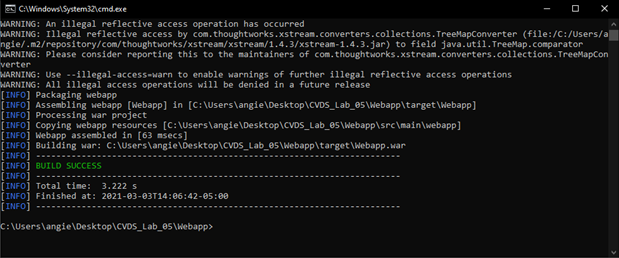 C:\Windows\System32\cmd.exe
WARNING: An illegal reflective access operation has occurred
WARNING: Illegal reflective access by com.thoughtworks.xstream.converters.collections.TreeMapConverter (file:/C:/Users/a
ngie/.m2/repository/com/thoughtworks/xstream/xstream/1.4.3/xstream-1.4.3.jar) to field java.util.TreeMap.comparator
WARNING: Please consider reporting this to the maintainers of com.thoughtworks.xstream.converters.collections.TreeMapCon
verter
WARNING: Use --illegal-access=warn to enable warnings of further illegal reflective access operations
WARNING: All illegal access operations will be denied in a future release
[INFO] Packaging webapp
[INFO] Assembling webapp [Webapp] in [C:\Users\angie\Desktop\CVDS_Lab_05\Webapp\target\Webapp]
[INFO] Processing war project
[INFO] Copying webapp resources [C:\Users\angie\Desktop\CVDS_Lab_05\Webapp\src\main\webapp]
[INFO] Webapp assembled in [63 msecs]
[INFO] Building war: C:\Users\angie\Desktop\CVDS_Lab_05\Webapp\target\Webapp.war
[INFO] ------------------------------------------------------------------------
[INFO] BUILD SUCCESS
[INFO] ------------------------------------------------------------------------
[INFO] Total time:  3.222 s
[INFO] Finished at: 2021-03-03T14:06:42-05:00
[INFO] ------------------------------------------------------------------------
C:\Users\angie\Desktop\CVDS_Lab_05\Webapp>